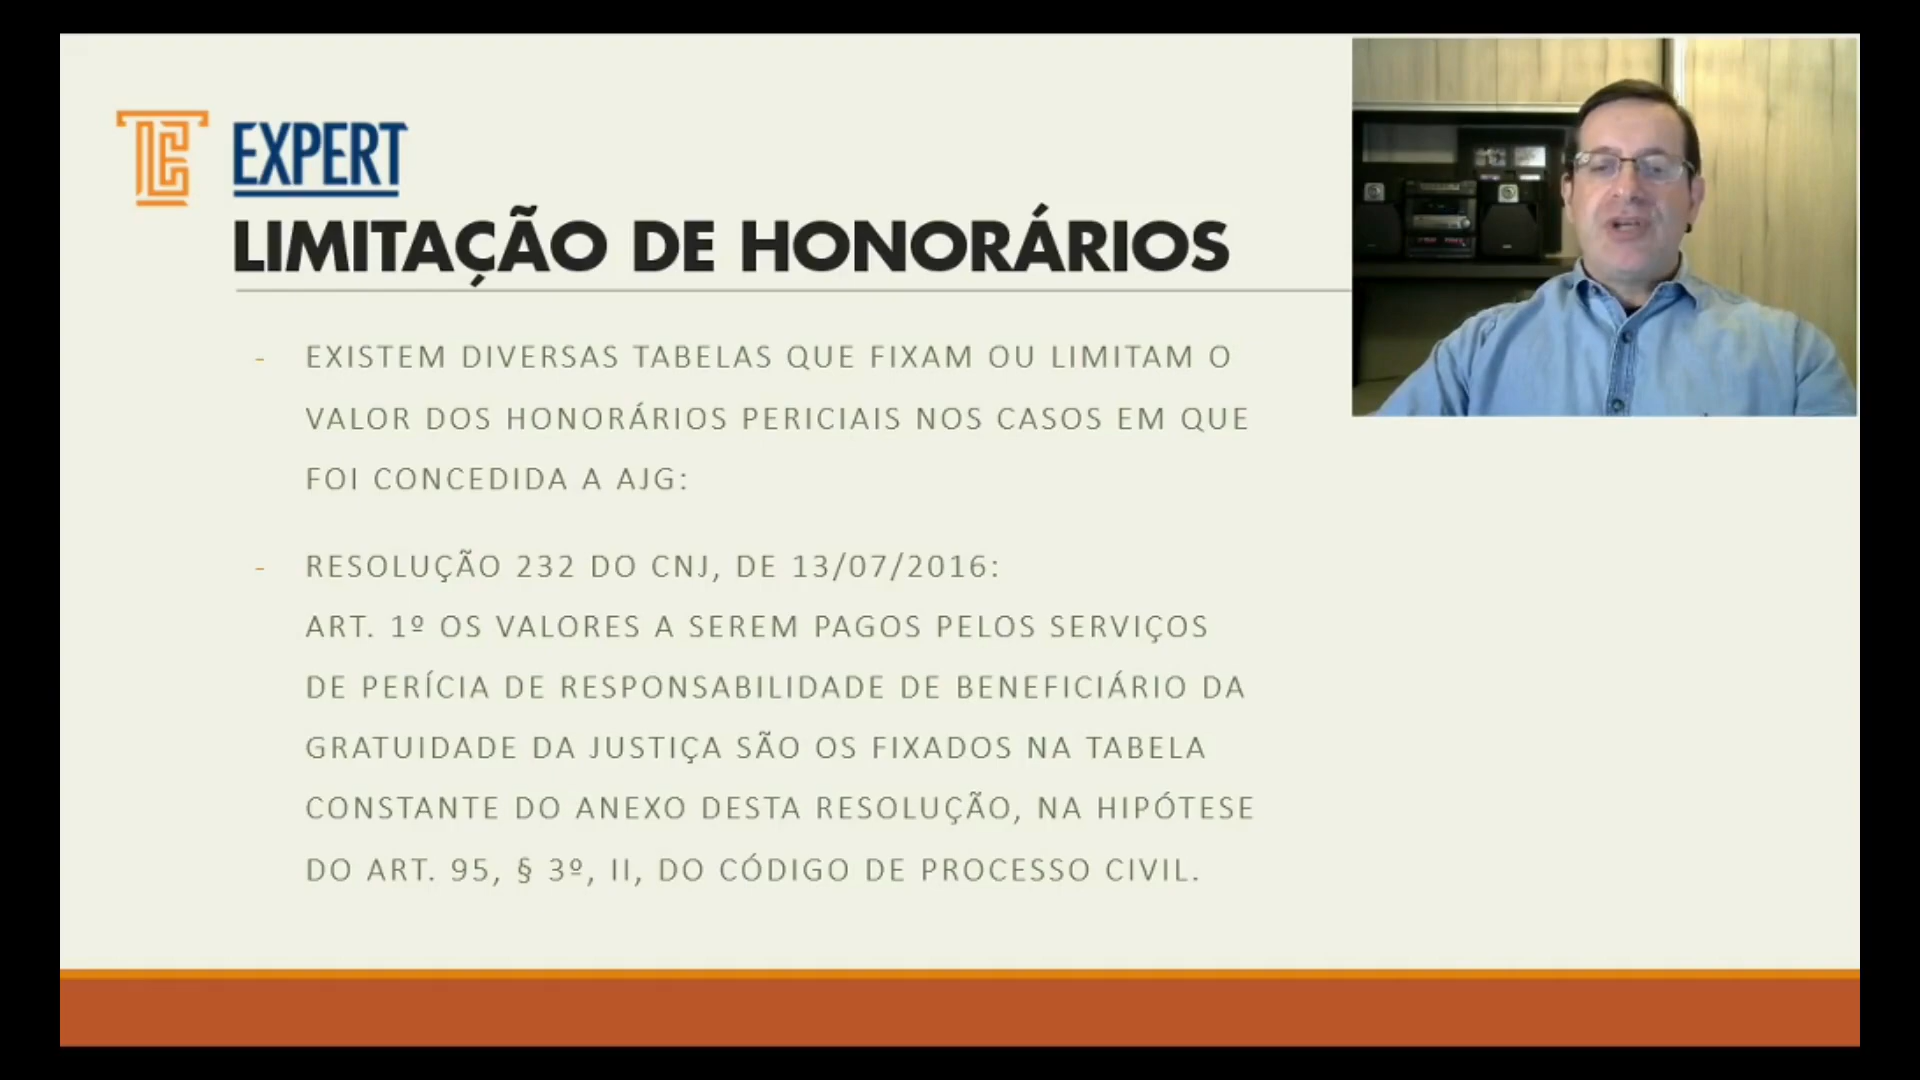 EXPERT
LIMITAÇÃO DE HONORÁRIOS
- EXISTEM DIVERSAS TABELAS QUE FIXAM OU LIMITAM O
VALOR DOS HONORÁRIOS PERICIAIS NOS CASOS EM QUE
FOI CONCEDIDA A AJG:
- RESOLUÇÃO 232 DO CNJ, DE 13/07/2016:
ART. 1º OS VALORES A SEREM PAGOS PELOS SERVIÇOS
DE PERÍCIA DE RESPONSABILIDADE DE BENEFICIÁRIO DA
GRATUIDADE DA JUSTIÇA SÃO OS FIXADOS NA TABELA
CONSTANTE DO ANEXO DESTA RESOLUÇÃO, NA HIPÓTESE
DO ART. 95, § 3º, II, DO CÓDIGO DE PROCESSO CIVIL.